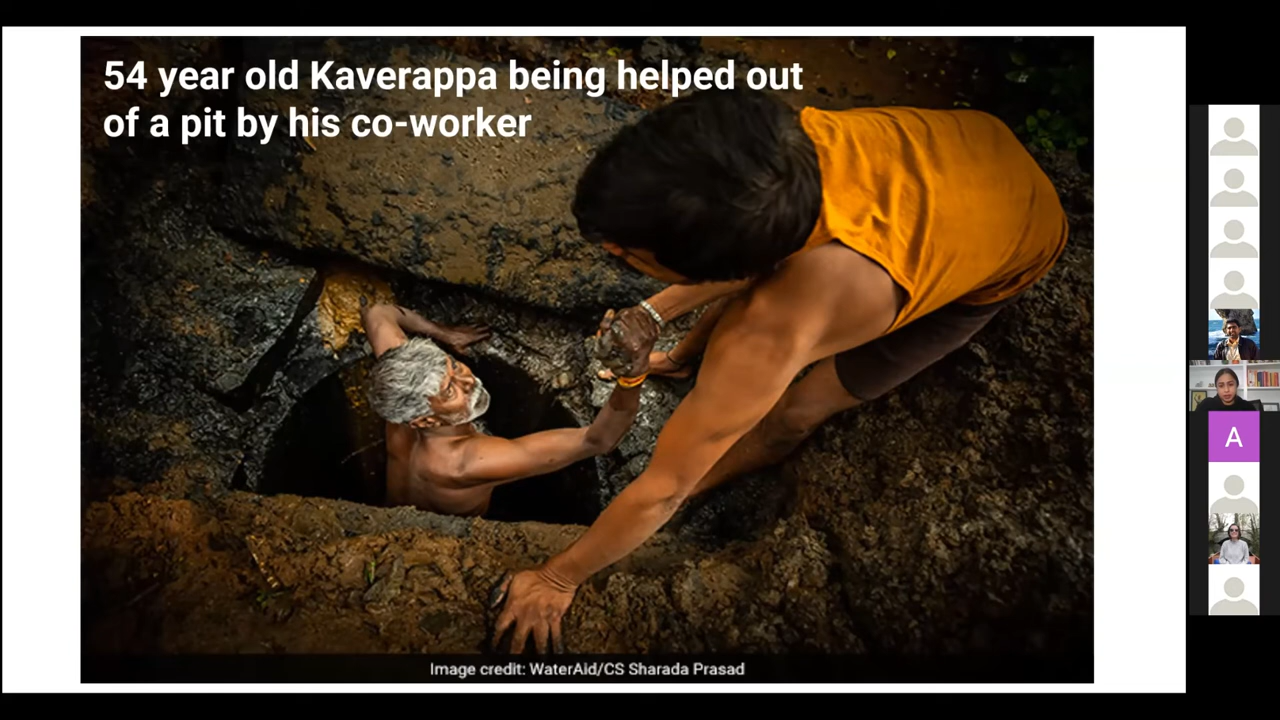 54 year old Kaverappa being helped out
of a pit by his co-worker
Image credit: WaterAid/CS Sharada Prasad
A